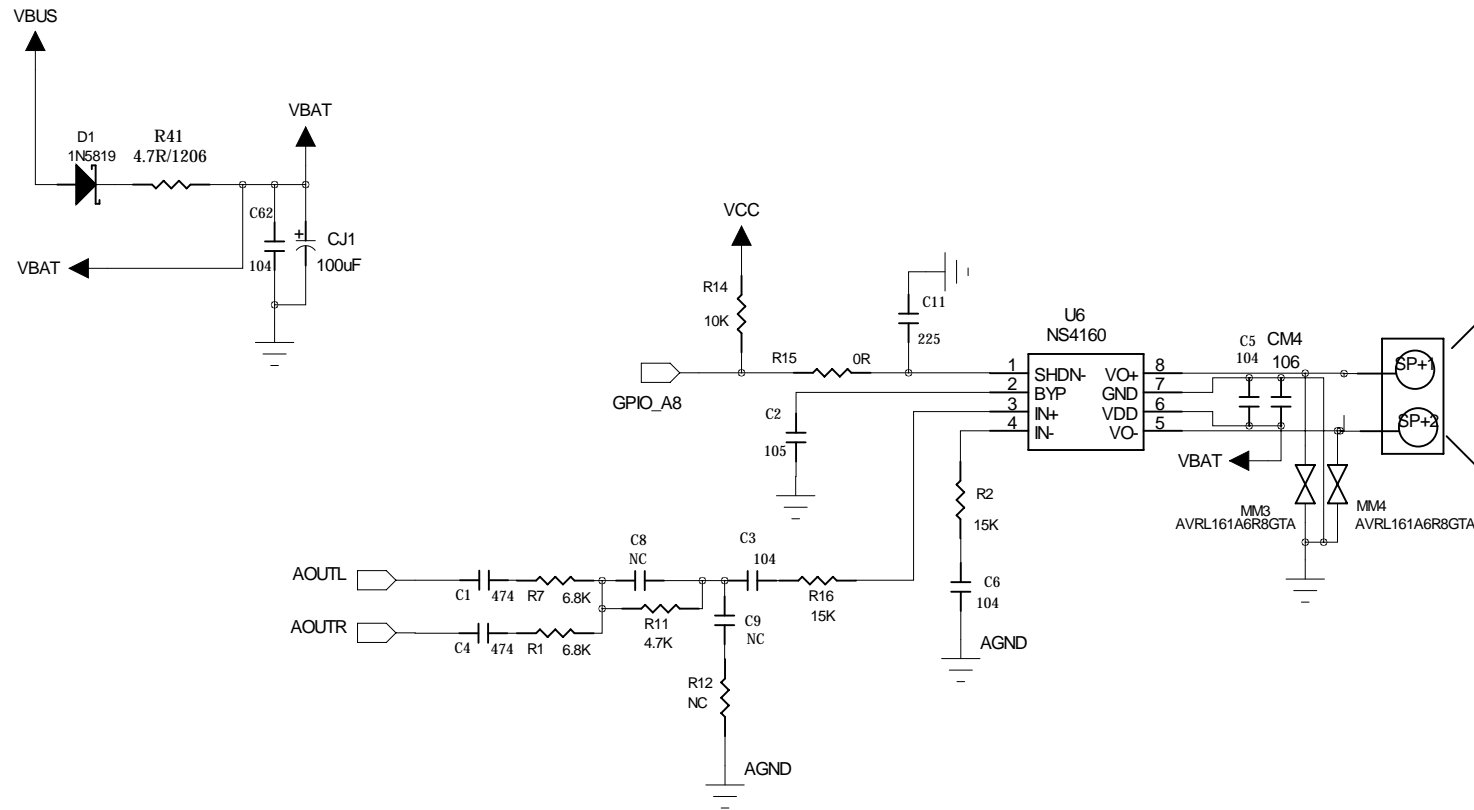 VBUS
D1
1N5819
R41
4.7R/1206
VBAT
C62
104
CJ1
100uF
VBAT
VCC
R14
10K
C11
225
R15
0R
GPIO_A8
C2
105
U6
NS4160
1 SHDN-
2 BYP
3 IN+
4 IN-
VO+ 8
GND 7
VDD 6
VO- 5
C5
104
CM4
106
SP+1
SP+2
VBAT
MM3
AVRL161A6R8GTA
MM4
AVRL161A6R8GTA
R2
15K
C6
104
AGND
AOUTL
C1
474
R7
6.8K
C8
NC
C3
104
R16
15K
R11
4.7K
C9
NC
AOUTR
C4
474
R1
6.8K
R12
NC
AGND